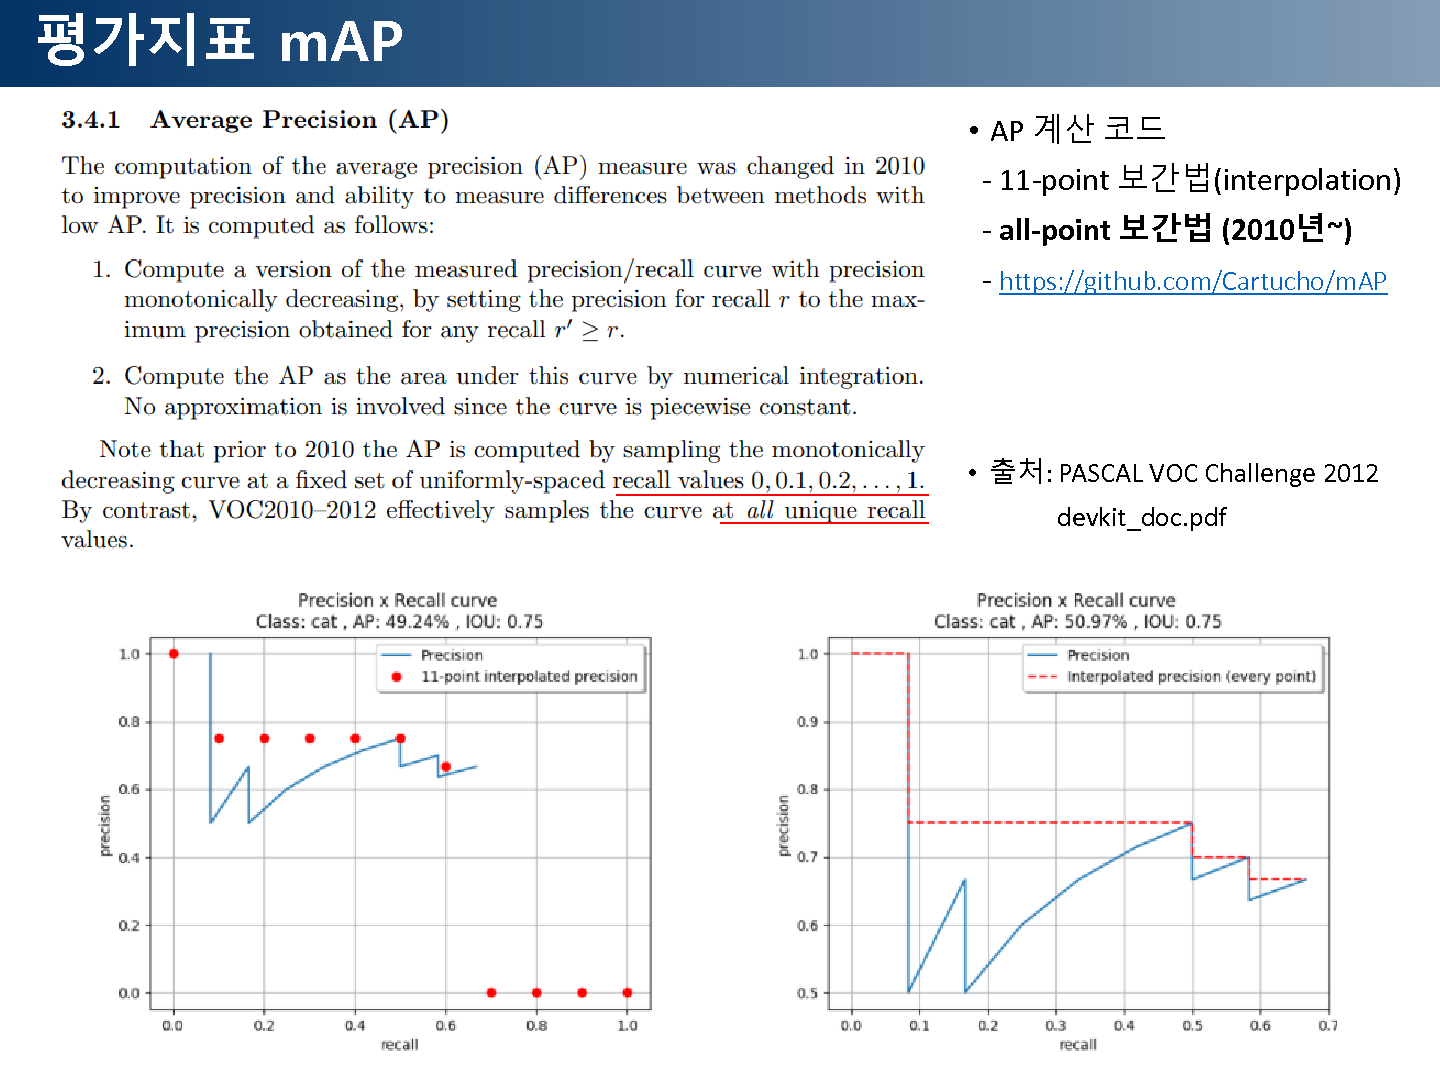 평가지표 mAP
3.4.1 Average Precision (AP)
The computation of the average precision (AP) measure was changed in 2010
to improve precision and ability to measure differences between methods with
low AP. It is computed as follows:
1. Compute a version of the measured precision/recall curve with precision
monotonically decreasing, by setting the precision for recall r to the max-
imum precision obtained for any recall r′ ≥ r.
2. Compute the AP as the area under this curve by numerical integration.
No approximation is involved since the curve is piecewise constant.
Note that prior to 2010 the AP is computed by sampling the monotonically
decreasing curve at a fixed set of uniformly-spaced recall values 0, 0.1, 0.2, . . . , 1.
By contrast, VOC2010–2012 effectively samples the curve at all unique recall
values.
• AP 계산 코드
- 11-point 보간법(interpolation)
- all-point 보간법 (2010년~)
- https://github.com/Cartucho/mAP
• 출처: PASCAL VOC Challenge 2012
devkit_doc.pdf
Precision x Recall curve
Class: cat , AP: 49.24% , IOU: 0.75
Precision
11-point interpolated precision
1.0
0.8
0.6
0.4
0.2
0.0
precision
0.0 0.2 0.4 0.6 0.8 1.0
recall
Precision x Recall curve
Class: cat , AP: 50.97% , IOU: 0.75
Precision
Interpolated precision (every point)
1.0
0.9
0.8
0.7
0.6
0.5
precision
0.0 0.1 0.2 0.3 0.4 0.5 0.6 0.7
recall